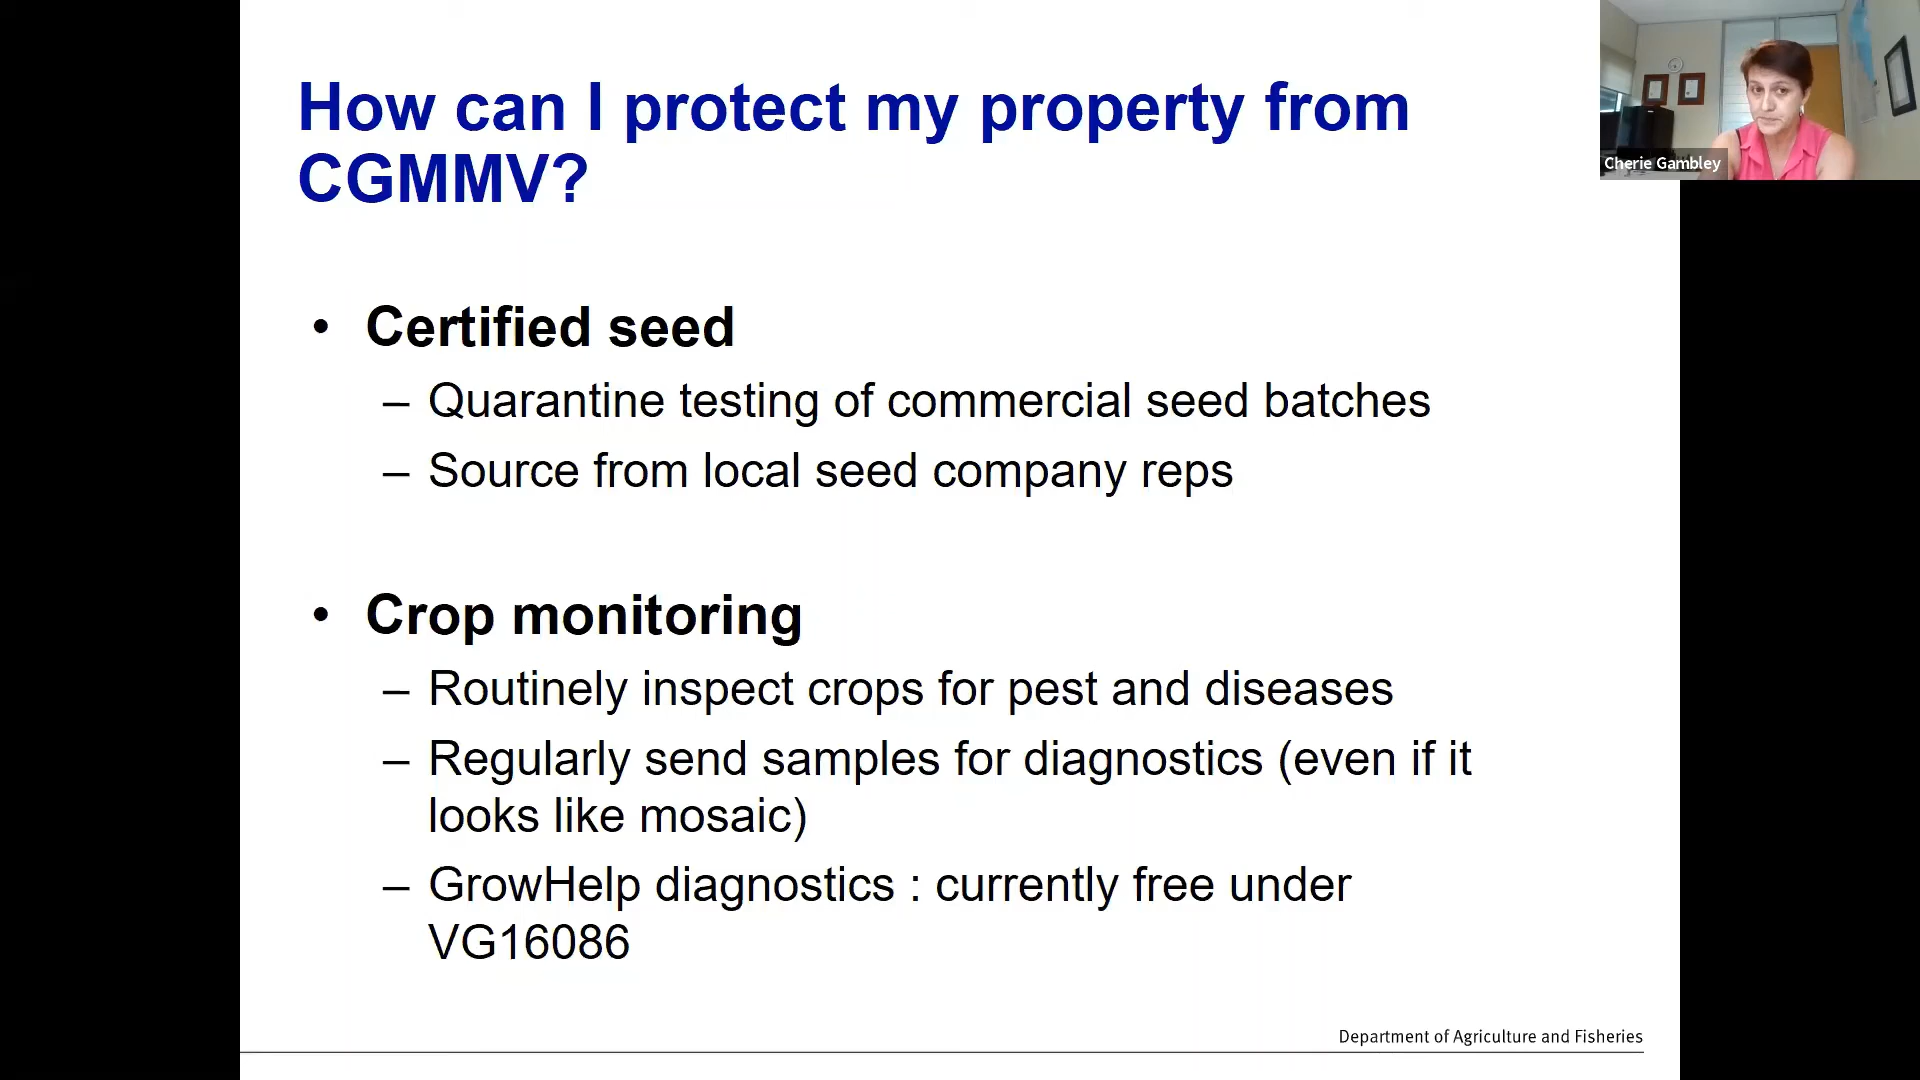 How can I protect my property from
CGMMV?
• Certified seed
– Quarantine testing of commercial seed batches
– Source from local seed company reps
• Crop monitoring
– Routinely inspect crops for pest and diseases
– Regularly send samples for diagnostics (even if it
looks like mosaic)
– GrowHelp diagnostics : currently free under
VG16086
Department of Agriculture and Fisheries
Cherie Gambley